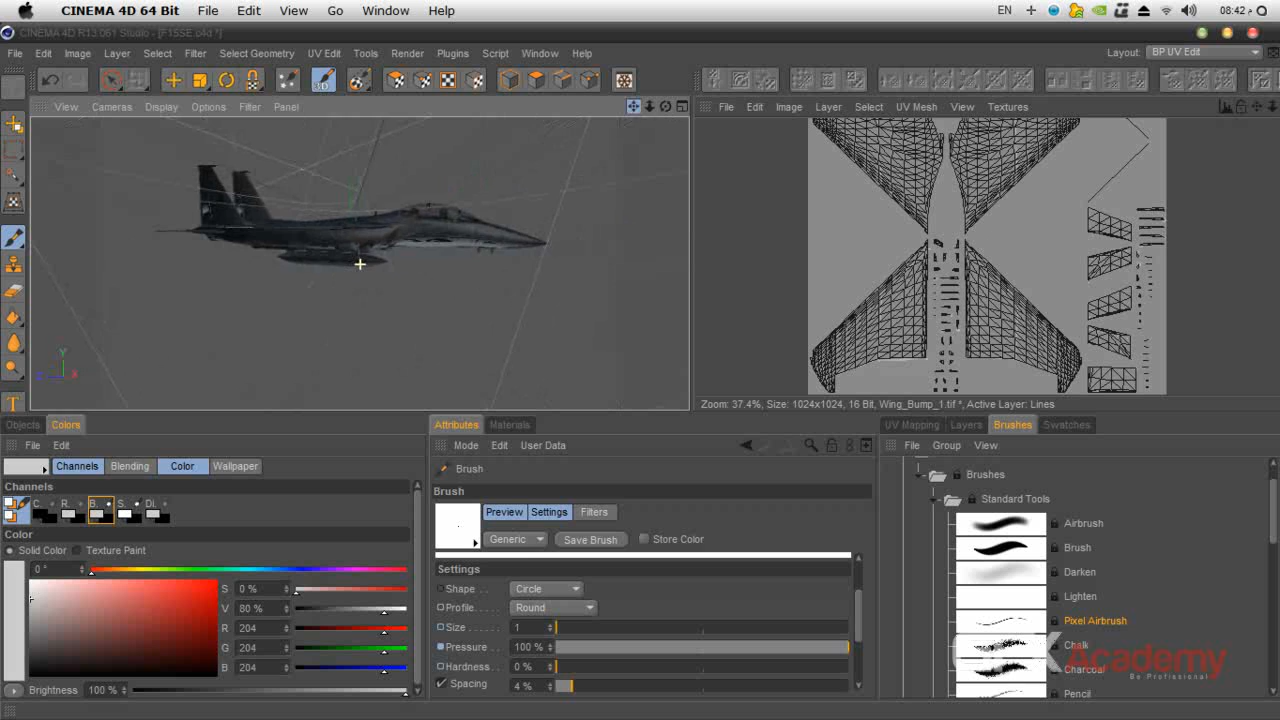 CINEMA 4D 64 Bit File Edit View Go Window Help EN 08:42 م
CINEMA 4D R13.061 Studio - [F15SE.c4d *]
File Edit Image Layer Select Filter Select Geometry UV Edit Tools Render Plugins Script Window Help Layout: BP UV Edit
3D
View Cameras Display Options Filter Panel
File Edit Image Layer Select UV Mesh View Textures
Y
X
Zoom: 37.4%, Size: 1024x1024, 16 Bit, Wing_Bump_1.tif *, Active Layer: Lines
Objects Colors
Attributes Materials
UV Mapping Layers Brushes Swatches
File Edit
Mode Edit User Data
File Group View
Channels Blending Color Wallpaper
Brush
Brushes
Channels
Brush
Standard Tools
C. R. B. S. Di.
Preview Settings Filters
Airbrush
Color
Generic Save Brush Store Color
Brush
Solid Color Texture Paint
0 °
Settings
Darken
S 0 %
Shape Circle
Lighten
V 80 %
Profile Round
Pixel Airbrush
R 204
Size 1
Chalk
G 204
Pressure 100 %
Charcoal
B 204
Hardness 0 %
Academy
Be Professional
Brightness 100 %
Spacing 4 %
Pencil